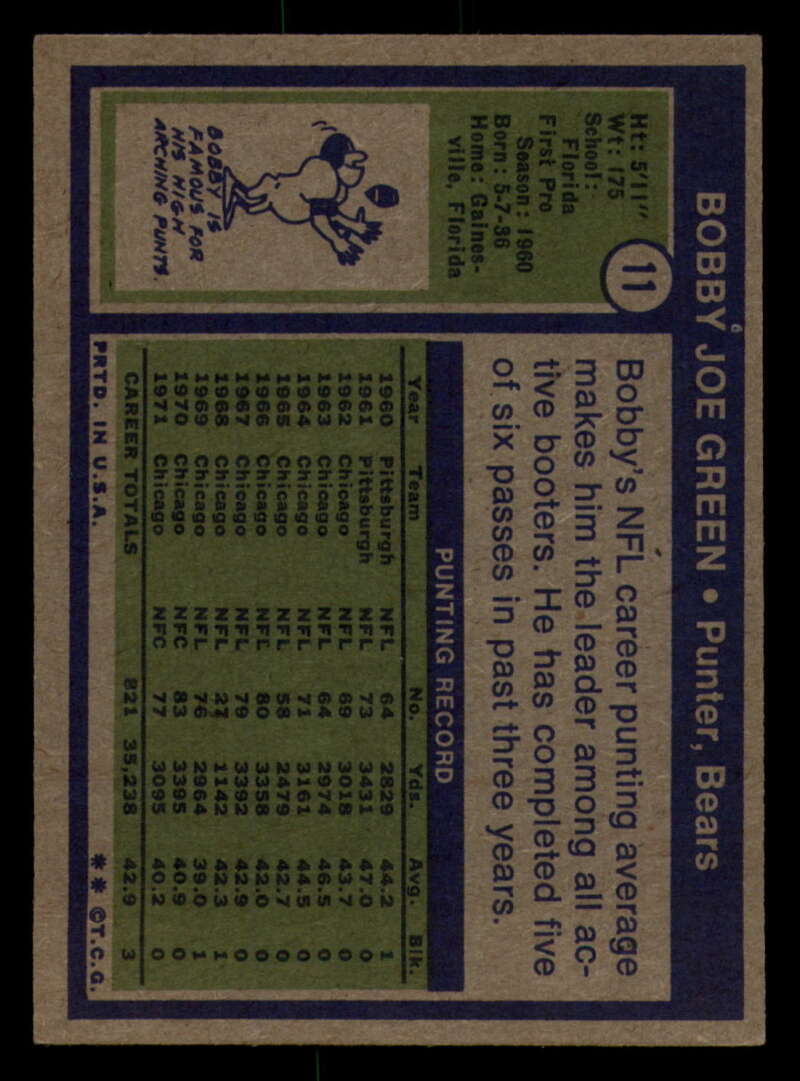 BOBBY JOE GREEN • Punter, Bears
11
Ht: 5'11"
Wt: 175
School:
Florida
First Pro
Season: 1960
Born: 5-7-36
Home: Gaines-
ville, Florida
BOBBY IS
FAMOUS FOR
HIS HIGH
ARCHING PUNTS.
Bobby's NFL career punting average
makes him the leader among all ac-
tive booters. He has completed five
of six passes in past three years.
PUNTING RECORD
Year Team No. Yds. Avg. Blk.
1960 Pittsburgh NFL 64 2829 44.2 1
1961 Pittsburgh NFL 73 3431 47.0 0
1962 Chicago NFL 69 3018 43.7 0
1963 Chicago NFL 64 2974 46.5 0
1964 Chicago NFL 71 3161 44.5 0
1965 Chicago NFL 58 2479 42.7 0
1966 Chicago NFL 80 3358 42.0 0
1967 Chicago NFL 79 3392 42.9 0
1968 Chicago NFL 27 1142 42.3 1
1969 Chicago NFL 76 2964 39.0 1
1970 Chicago NFC 83 3395 40.9 0
1971 Chicago NFC 77 3095 40.2 0
CAREER TOTALS 821 35,238 42.9 3
PRTD. IN U.S.A. ** ©T.C.G.